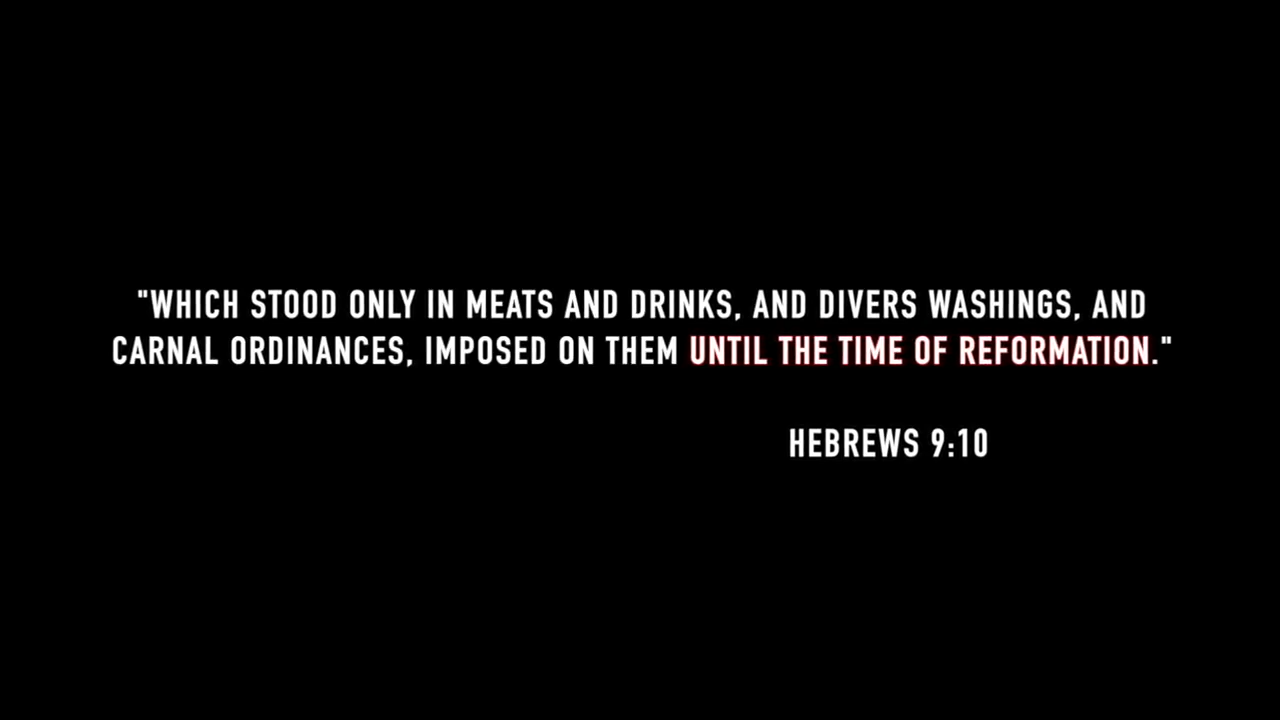 "WHICH STOOD ONLY IN MEATS AND DRINKS, AND DIVERS WASHINGS, AND
CARNAL ORDINANCES, IMPOSED ON THEM UNTIL THE TIME OF REFORMATION."
HEBREWS 9:10